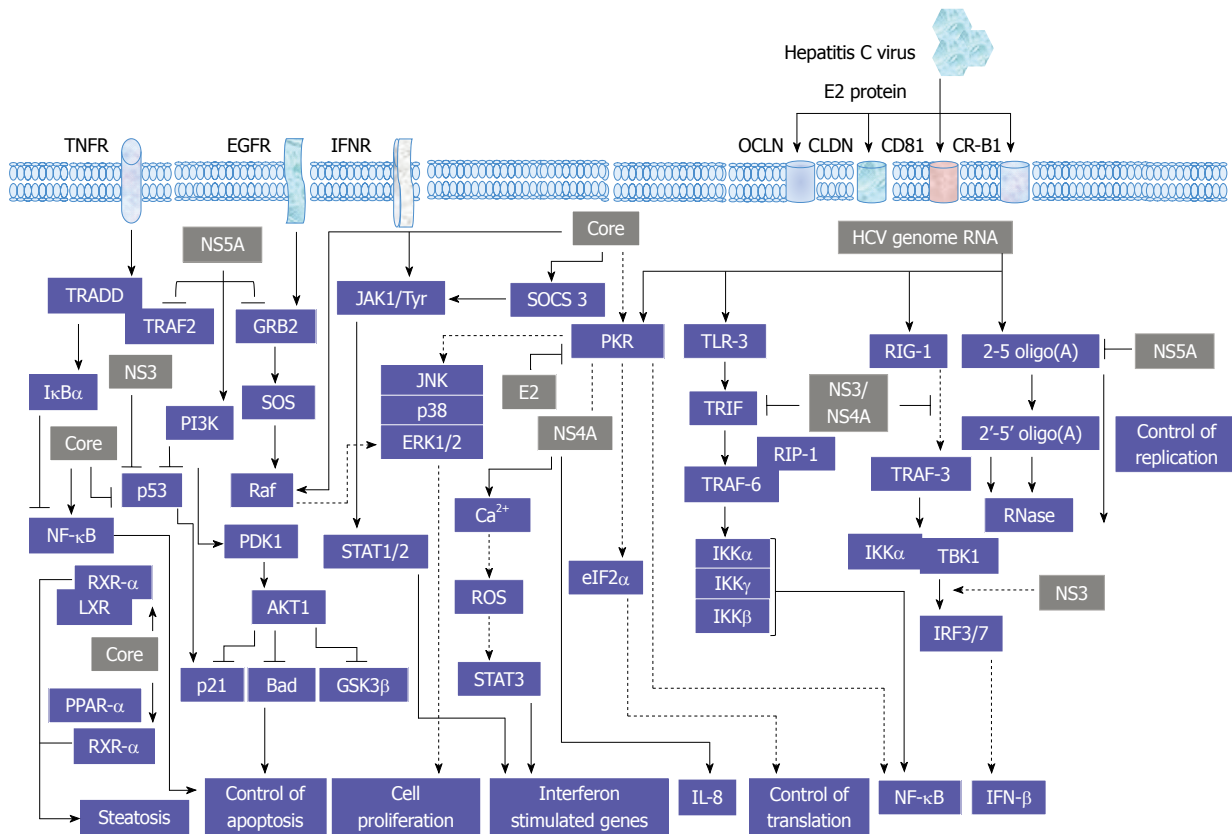 Hepatitis C virus
E2 protein
TNFR
EGFR
IFNR
OCLN
CLDN
CD81
CR-B1
NS5A
Core
HCV genome RNA
TRADD
TRAF2
GRB2
JAK1/Tyr
SOCS 3
PKR
TLR-3
RIG-1
2-5 oligo(A)
NS5A
NS3
IκBα
SOS
JNK
p38
ERK1/2
E2
NS4A
TRIF
NS3/
NS4A
2’-5’ oligo(A)
Control of
replication
PI3K
Core
RIP-1
TRAF-6
TRAF-3
p53
Raf
Ca2+
RNase
NF-κB
PDK1
STAT1/2
IKKα
IKKγ
IKKβ
IKKα
TBK1
eIF2α
RXR-α
LXR
AKT1
ROS
NS3
IRF3/7
Core
p21
Bad
GSK3β
STAT3
PPAR-α
RXR-α
Steatosis
Control of
apoptosis
Cell
proliferation
Interferon
stimulated genes
IL-8
Control of
translation
NF-κB
IFN-β